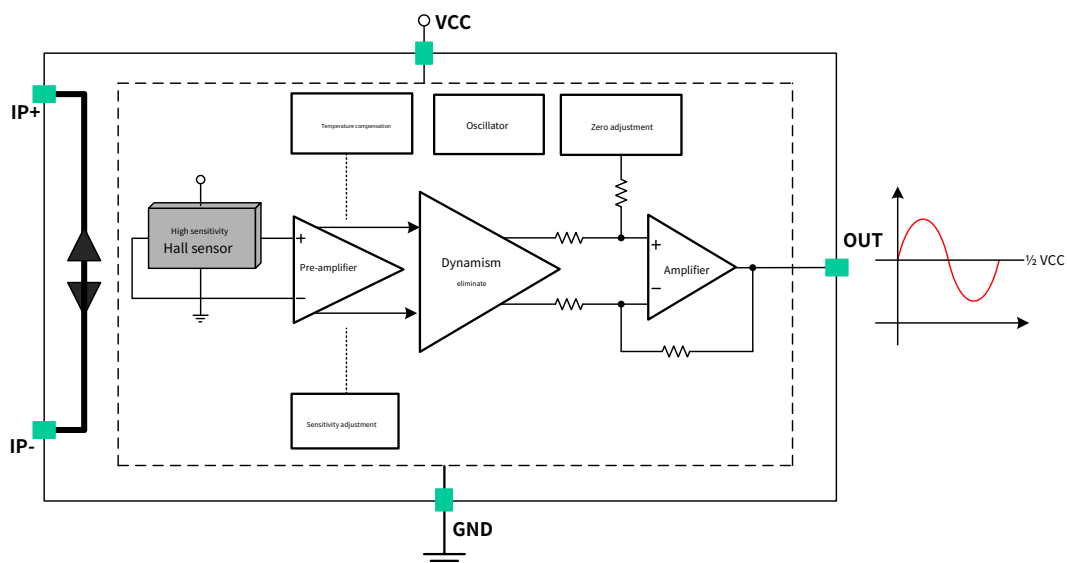 VCC
IP+
Temperature compensation
Oscillator
Zero adjustment
High sensitivity
Hall sensor
+
Pre-amplifier
−
Dynamism
eliminate
+
Amplifier
−
OUT
½ VCC
Sensitivity adjustment
IP-
GND